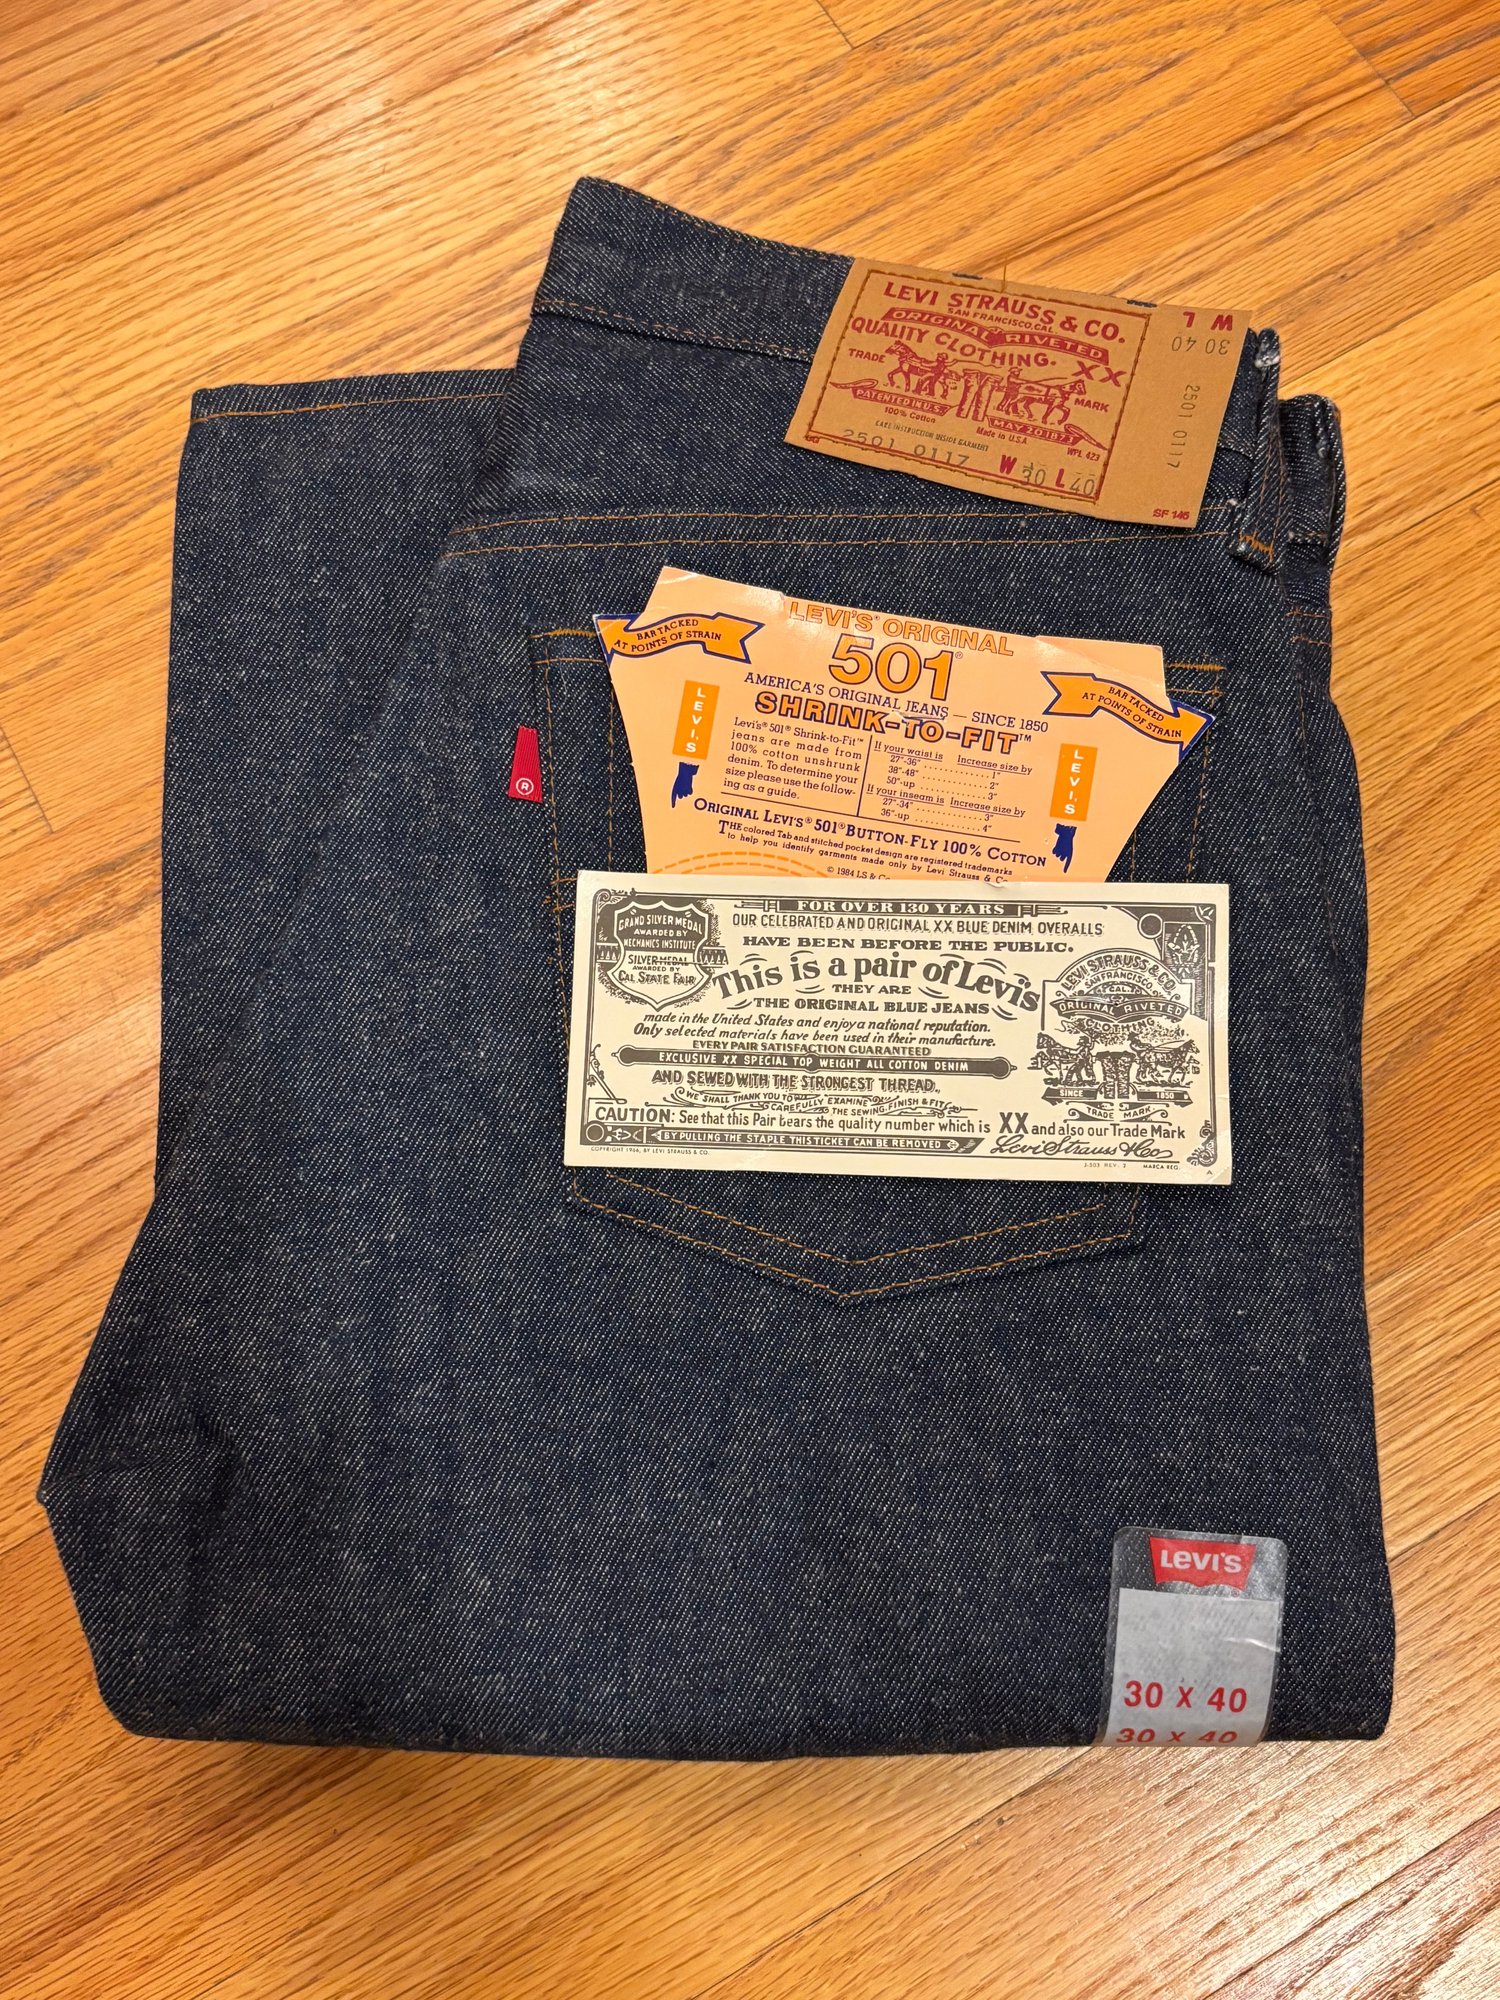 LEVI STRAUSS & CO.
SAN FRANCISCO, CAL.
ORIGINAL RIVETED
QUALITY CLOTHING.
XX
TRADE MARK
PATENTED IN U.S.
MAY 20 1873
100% Cotton
Made in U.S.A.
WPL 423
CARE INSTRUCTION INSIDE GARMENT
2501 0117 W 30 L 40
W L
30 40
2501 0117
SF 146
®
BAR TACKED
AT POINTS OF STRAIN
LEVI'S® ORIGINAL
501®
AMERICA'S ORIGINAL JEANS — SINCE 1850
SHRINK-TO-FIT™
BAR TACKED
AT POINTS OF STRAIN
LEVI'S
LEVI'S
Levi's® 501® Shrink-to-Fit™
jeans are made from
100% cotton unshrunk
denim. To determine your
size please use the follow-
ing as a guide.
If your waist is Increase size by
27"-36" . . . . . . . . . . . . . 1"
38"-48" . . . . . . . . . . . . . 2"
50"-up . . . . . . . . . . . . . 3"
If your inseam is Increase size by
27"-34" . . . . . . . . . . . . . 3"
36"-up . . . . . . . . . . . . . 4"
ORIGINAL LEVI'S® 501® BUTTON-FLY 100% COTTON
THE colored Tab and stitched pocket design are registered trademarks
to help you identify garments made only by Levi Strauss & Co.
© 1984 LS & Co.
FOR OVER 130 YEARS
OUR CELEBRATED AND ORIGINAL XX BLUE DENIM OVERALLS
HAVE BEEN BEFORE THE PUBLIC.
This is a pair of Levi's
THEY ARE
THE ORIGINAL BLUE JEANS
made in the United States and enjoy a national reputation.
Only selected materials have been used in their manufacture.
EVERY PAIR SATISFACTION GUARANTEED
EXCLUSIVE XX SPECIAL TOP WEIGHT ALL COTTON DENIM
AND SEWED WITH THE STRONGEST THREAD.
WE SHALL THANK YOU TO
CAREFULLY EXAMINE
THE SEWING, FINISH & FIT
CAUTION: See that this Pair bears the quality number which is XX and also our Trade Mark
BY PULLING THE STAPLE THIS TICKET CAN BE REMOVED
Levi Strauss & Co
COPYRIGHT 1966, BY LEVI STRAUSS & CO.
J-503 REV. 7
MARCA REG.
A
GRAND SILVER MEDAL
AWARDED BY
MECHANICS INSTITUTE
SILVER MEDAL
AWARDED BY
CAL STATE FAIR
LEVI STRAUSS & CO.
SAN FRANCISCO,
CAL.
ORIGINAL RIVETED
CLOTHING
SINCE 1850
TRADE MARK
LEVI'S
30 X 40
30 X 40